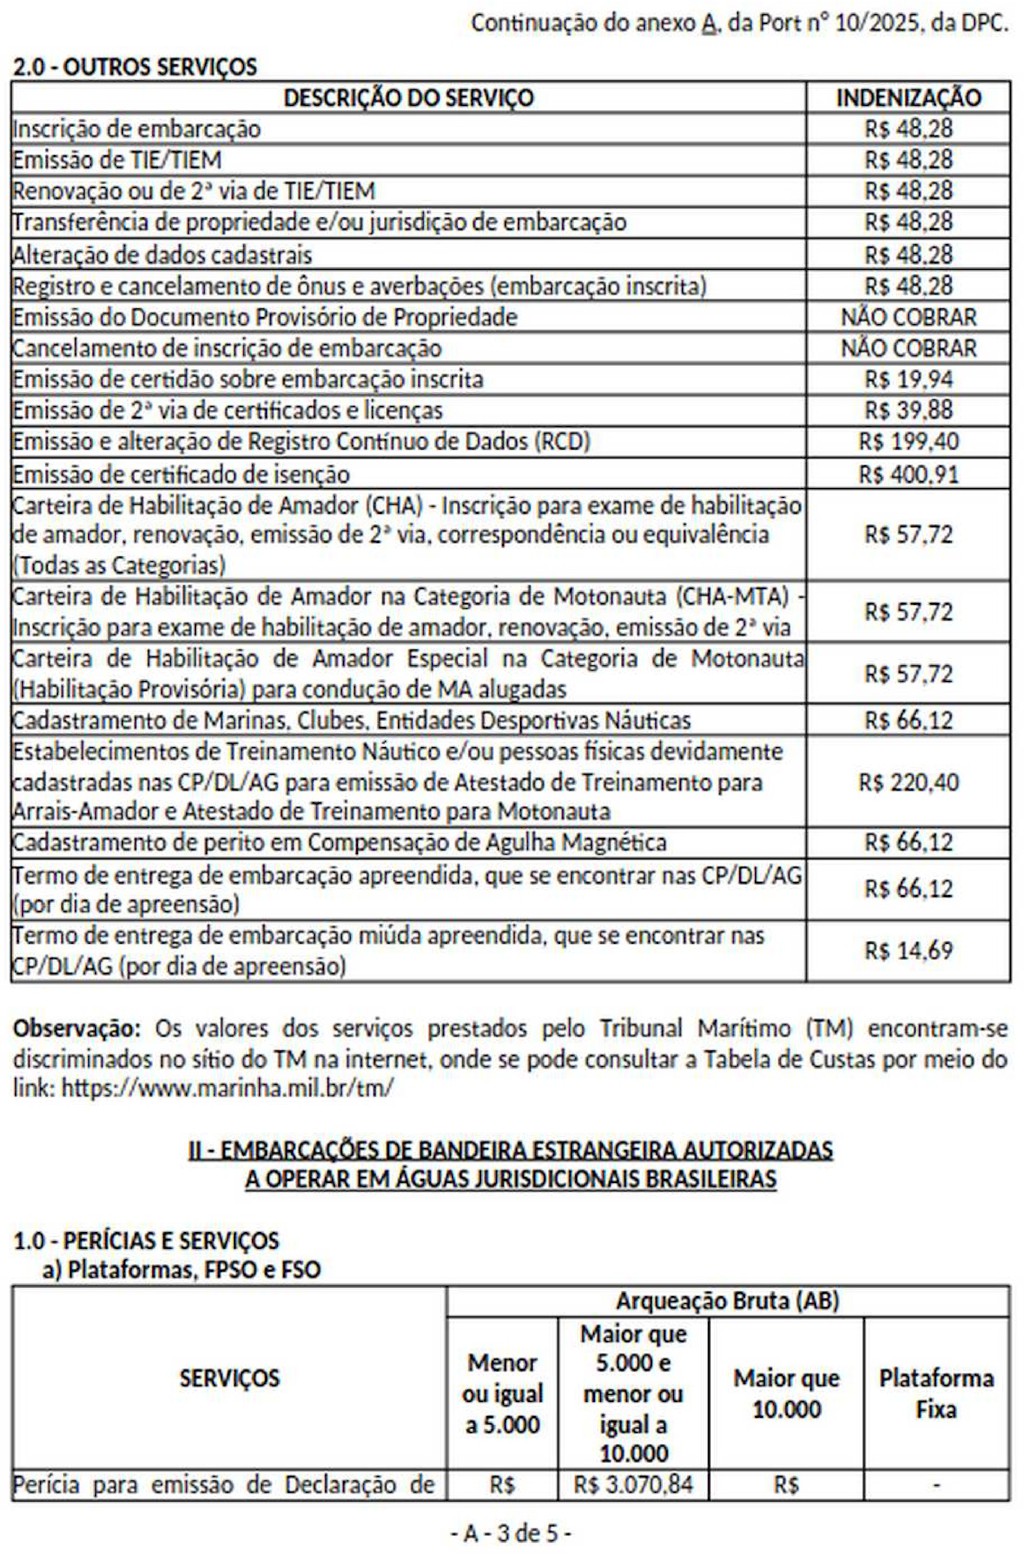 Continuação do anexo A, da Port n° 10/2025, da DPC.
2.0 - OUTROS SERVIÇOS
DESCRIÇÃO DO SERVIÇO INDENIZAÇÃO
Inscrição de embarcação R$ 48,28
Emissão de TIE/TIEM R$ 48,28
Renovação ou de 2ª via de TIE/TIEM R$ 48,28
Transferência de propriedade e/ou jurisdição de embarcação R$ 48,28
Alteração de dados cadastrais R$ 48,28
Registro e cancelamento de ônus e averbações (embarcação inscrita) R$ 48,28
Emissão do Documento Provisório de Propriedade NÃO COBRAR
Cancelamento de inscrição de embarcação NÃO COBRAR
Emissão de certidão sobre embarcação inscrita R$ 19,94
Emissão de 2ª via de certificados e licenças R$ 39,88
Emissão e alteração de Registro Contínuo de Dados (RCD) R$ 199,40
Emissão de certificado de isenção R$ 400,91
Carteira de Habilitação de Amador (CHA) - Inscrição para exame de habilitação
de amador, renovação, emissão de 2ª via, correspondência ou equivalência R$ 57,72
(Todas as Categorias)
Carteira de Habilitação de Amador na Categoria de Motonauta (CHA-MTA) -
Inscrição para exame de habilitação de amador, renovação, emissão de 2ª via R$ 57,72
Carteira de Habilitação de Amador Especial na Categoria de Motonauta
(Habilitação Provisória) para condução de MA alugadas R$ 57,72
Cadastramento de Marinas, Clubes, Entidades Desportivas Náuticas R$ 66,12
Estabelecimentos de Treinamento Náutico e/ou pessoas físicas devidamente
cadastradas nas CP/DL/AG para emissão de Atestado de Treinamento para R$ 220,40
Arrais-Amador e Atestado de Treinamento para Motonauta
Cadastramento de perito em Compensação de Agulha Magnética R$ 66,12
Termo de entrega de embarcação apreendida, que se encontrar nas CP/DL/AG
(por dia de apreensão) R$ 66,12
Termo de entrega de embarcação miúda apreendida, que se encontrar nas
CP/DL/AG (por dia de apreensão) R$ 14,69
Observação: Os valores dos serviços prestados pelo Tribunal Marítimo (TM) encontram-se
discriminados no sítio do TM na internet, onde se pode consultar a Tabela de Custas por meio do
link: https://www.marinha.mil.br/tm/
II - EMBARCAÇÕES DE BANDEIRA ESTRANGEIRA AUTORIZADAS
A OPERAR EM ÁGUAS JURISDICIONAIS BRASILEIRAS
1.0 - PERÍCIAS E SERVIÇOS
a) Plataformas, FPSO e FSO
SERVIÇOS
Arqueação Bruta (AB)
Menor
ou igual
a 5.000
Maior que
5.000 e
menor ou
igual a
10.000
Maior que
10.000
Plataforma
Fixa
Perícia para emissão de Declaração de R$ R$ 3.070,84 R$ -
- A - 3 de 5 -